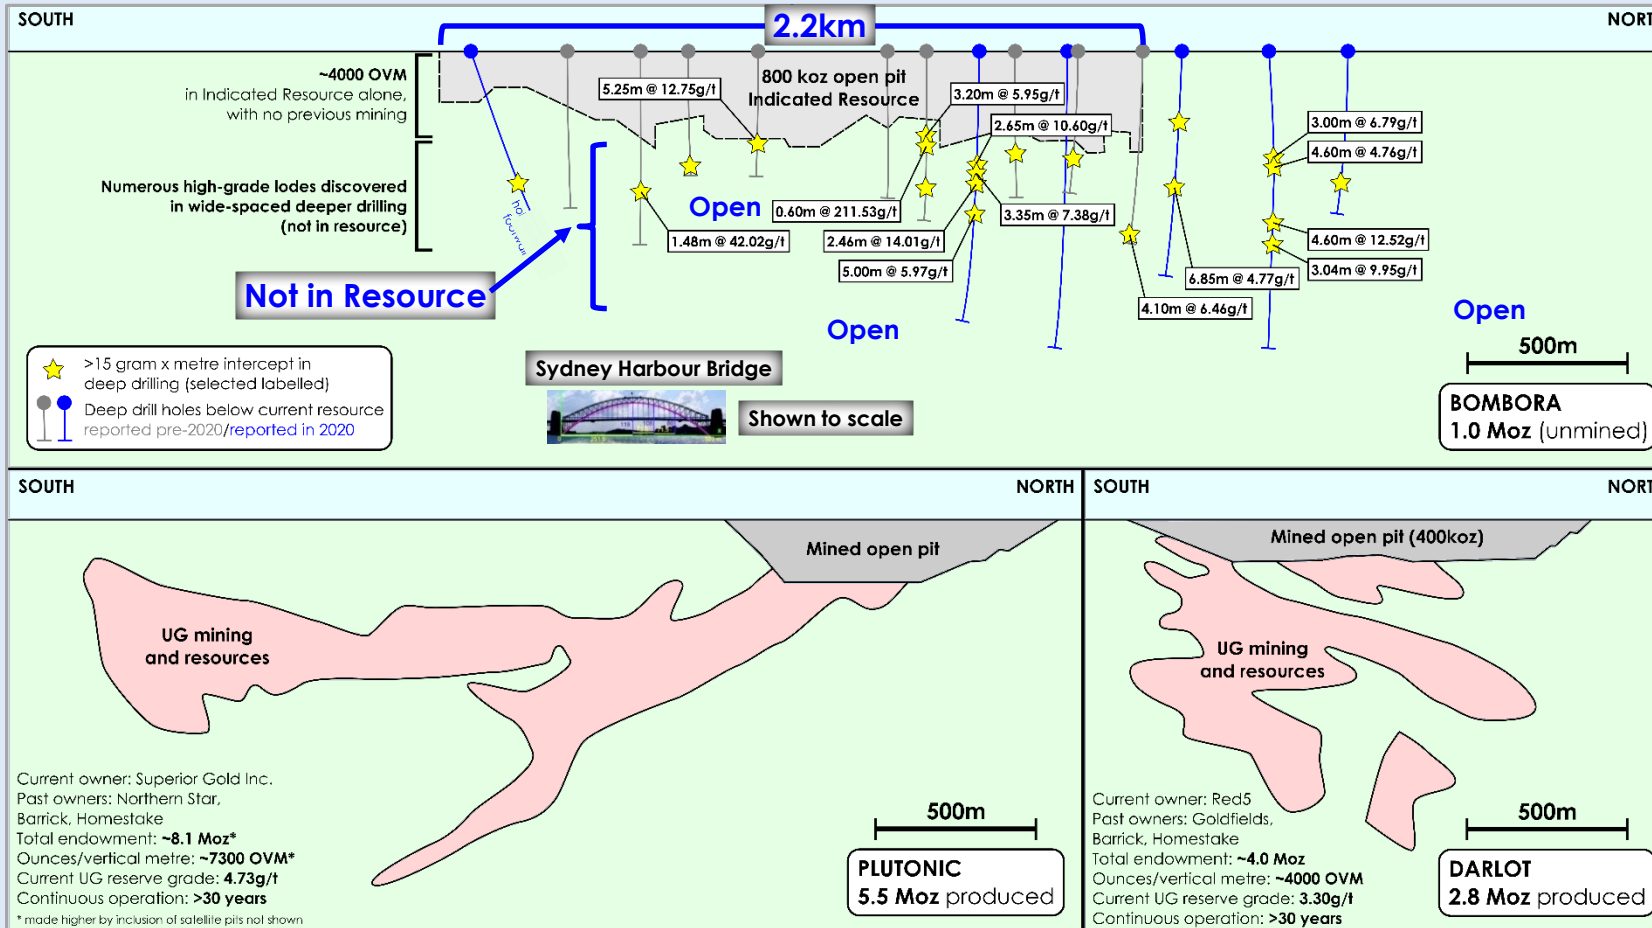 SOUTH
2.2km
NORT
~4000 OVM
in Indicated Resource alone,
with no previous mining
Numerous high-grade lodes discovered
in wide-spaced deeper drilling
(not in resource)
800 koz open pit
Indicated Resource
5.25m @ 12.75g/t
3.20m @ 5.95g/t
2.65m @ 10.60g/t
3.00m @ 6.79g/t
4.60m @ 4.76g/t
Open
0.60m @ 211.53g/t
3.35m @ 7.38g/t
1.48m @ 42.02g/t
2.46m @ 14.01g/t
4.60m @ 12.52g/t
5.00m @ 5.97g/t
6.85m @ 4.77g/t
3.04m @ 9.95g/t
4.10m @ 6.46g/t
Not in Resource
Open
Open
500m
>15 gram x metre intercept in
deep drilling (selected labelled)
Deep drill holes below current resource
reported pre-2020/reported in 2020
Sydney Harbour Bridge
Shown to scale
BOMBORA
1.0 Moz (unmined)
SOUTH
NORTH
Mined open pit
UG mining
and resources
Current owner: Superior Gold Inc.
Past owners: Northern Star,
Barrick, Homestake
Total endowment: ~8.1 Moz*
Ounces/vertical metre: ~7300 OVM*
Current UG reserve grade: 4.73g/t
Continuous operation: >30 years
* made higher by inclusion of satellite pits not shown
500m
PLUTONIC
5.5 Moz produced
SOUTH
NORT
Mined open pit (400koz)
UG mining
and resources
Current owner: Red5
Past owners: Goldfields,
Barrick, Homestake
Total endowment: ~4.0 Moz
Ounces/vertical metre: ~4000 OVM
Current UG reserve grade: 3.30g/t
Continuous operation: >30 years
500m
DARLOT
2.8 Moz produced